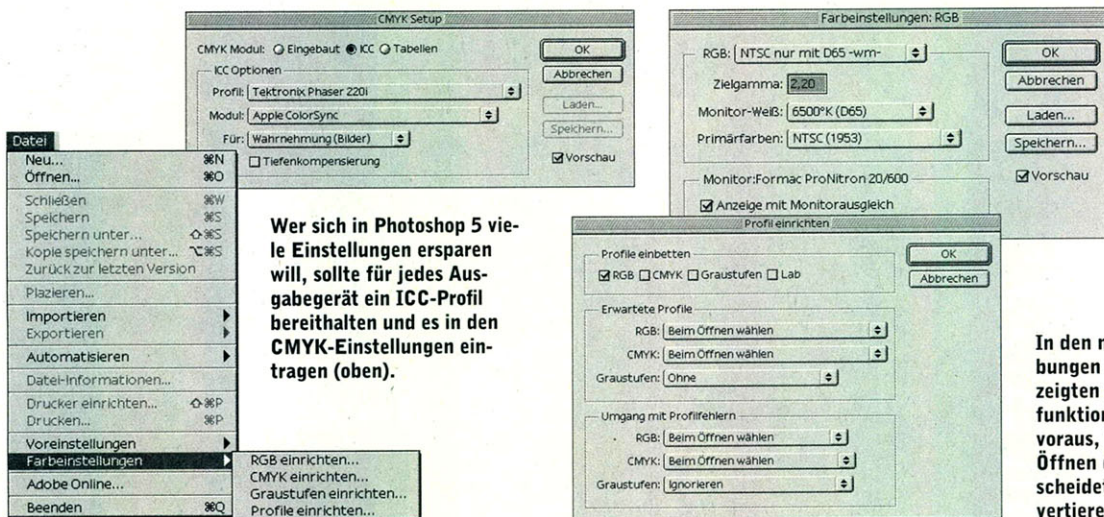 CMYK Setup
CMYK Modul: Eingebaut ICC Tabellen
ICC Optionen
Profil: Tektronix Phaser 220i
Modul: Apple ColorSync
Für: Wahrnehmung (Bilder)
Tiefenkompensierung
OK
Abbrechen
Laden...
Speichern...
Vorschau
Farbeinstellungen: RGB
RGB: NTSC nur mit D65 -wm-
Zielgamma: 2,20
Monitor-Weiß: 6500°K (D65)
Primärfarben: NTSC (1953)
Monitor:Formac ProNitron 20/600
Anzeige mit Monitorausgleich
OK
Abbrechen
Laden...
Speichern...
Vorschau
Datei
Neu... ⌘N
Öffnen... ⌘O
Schließen ⌘W
Speichern ⌘S
Speichern unter... ⇧⌘S
Kopie speichern unter... ⌥⌘S
Zurück zur letzten Version
Plazieren...
Importieren
Exportieren
Automatisieren
Datei-Informationen...
Drucker einrichten... ⇧⌘P
Drucken... ⌘P
Voreinstellungen
Farbeinstellungen
Adobe Online...
Beenden ⌘Q
RGB einrichten...
CMYK einrichten...
Graustufen einrichten...
Profile einrichten...
Wer sich in Photoshop 5 vie-
le Einstellungen ersparen
will, sollte für jedes Aus-
gabegerät ein ICC-Profil
bereithalten und es in den
CMYK-Einstellungen ein-
tragen (oben).
Profil einrichten
Profile einbetten
RGB CMYK Graustufen Lab
Erwartete Profile
RGB: Beim Öffnen wählen
CMYK: Beim Öffnen wählen
Graustufen: Ohne
Umgang mit Profilfehlern
RGB: Beim Öffnen wählen
CMYK: Beim Öffnen wählen
Graustufen: Ignorieren
OK
Abbrechen
In den
bungen
zeigten
funktion
voraus,
Öffnen
scheidet
vertiere